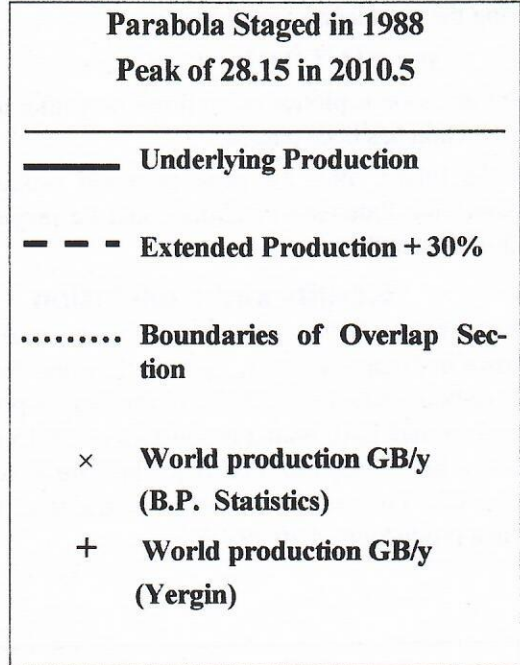 Parabola Staged in 1988
Peak of 28.15 in 2010.5
Underlying Production
Extended Production + 30%
Boundaries of Overlap Sec-
tion
× World production GB/y
(B.P. Statistics)
+ World production GB/y
(Yergin)